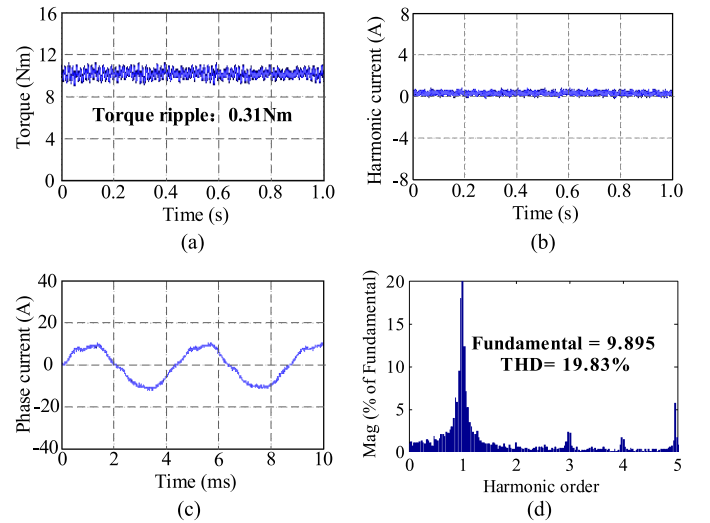 16
12
8
4
0
Torque (Nm)
Torque ripple：0.31Nm
0 0.2 0.4 0.6 0.8 1.0
Time (s)
(a)
8
4
0
-4
-8
Harmonic current (A)
0 0.2 0.4 0.6 0.8 1.0
Time (s)
(b)
40
20
0
-20
-40
Phase current (A)
0 2 4 6 8 10
Time (ms)
(c)
20
15
10
5
0
Mag (% of Fundamental)
Fundamental = 9.895
THD= 19.83%
0 1 2 3 4 5
Harmonic order
(d)